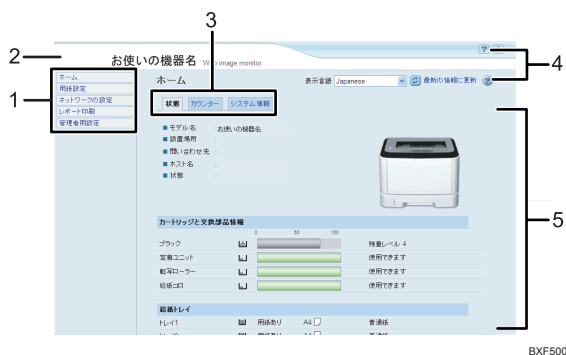 3
2
お使いの機器名 Web image monitor
?
4
1
ホーム
用紙設定
ネットワークの設定
レポート印刷
管理者用設定
ホーム
表示言語 Japanese 最新の情報に更新
状態 カウンター システム情報
モデル名 : お使いの機器名
設置場所 :
問い合わせ先 :
ホスト名 :
状態 :
5
カートリッジと交換部品情報
0 50 100
ブラック 残量レベル 4
定着ユニット 使用できます
転写ローラー 使用できます
給紙コロ 使用できます
給紙トレイ
トレイ1 用紙あり A4 普通紙
BXF500